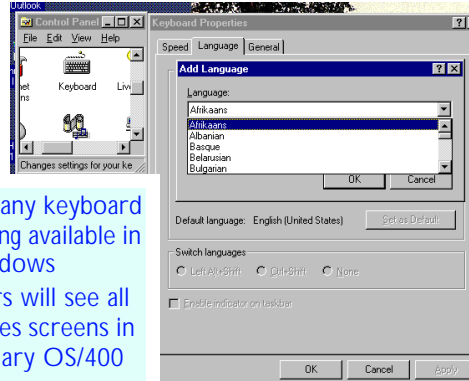 Outlook
Control Panel
File Edit View Help
Keyboard
Changes settings for your ke
Keyboard Properties
Speed Language General
Add Language
Language:
Afrikaans
Afrikaans
Albanian
Basque
Belarusian
Bulgarian
OK Cancel
Default language: English (United States) Set as Default
Switch languages
Left Alt+Shift Ctrl+Shift None
Enable indicator on taskbar
OK Cancel Apply
any keyboard
ng available in
dows
rs will see all
es screens in
ary OS/400